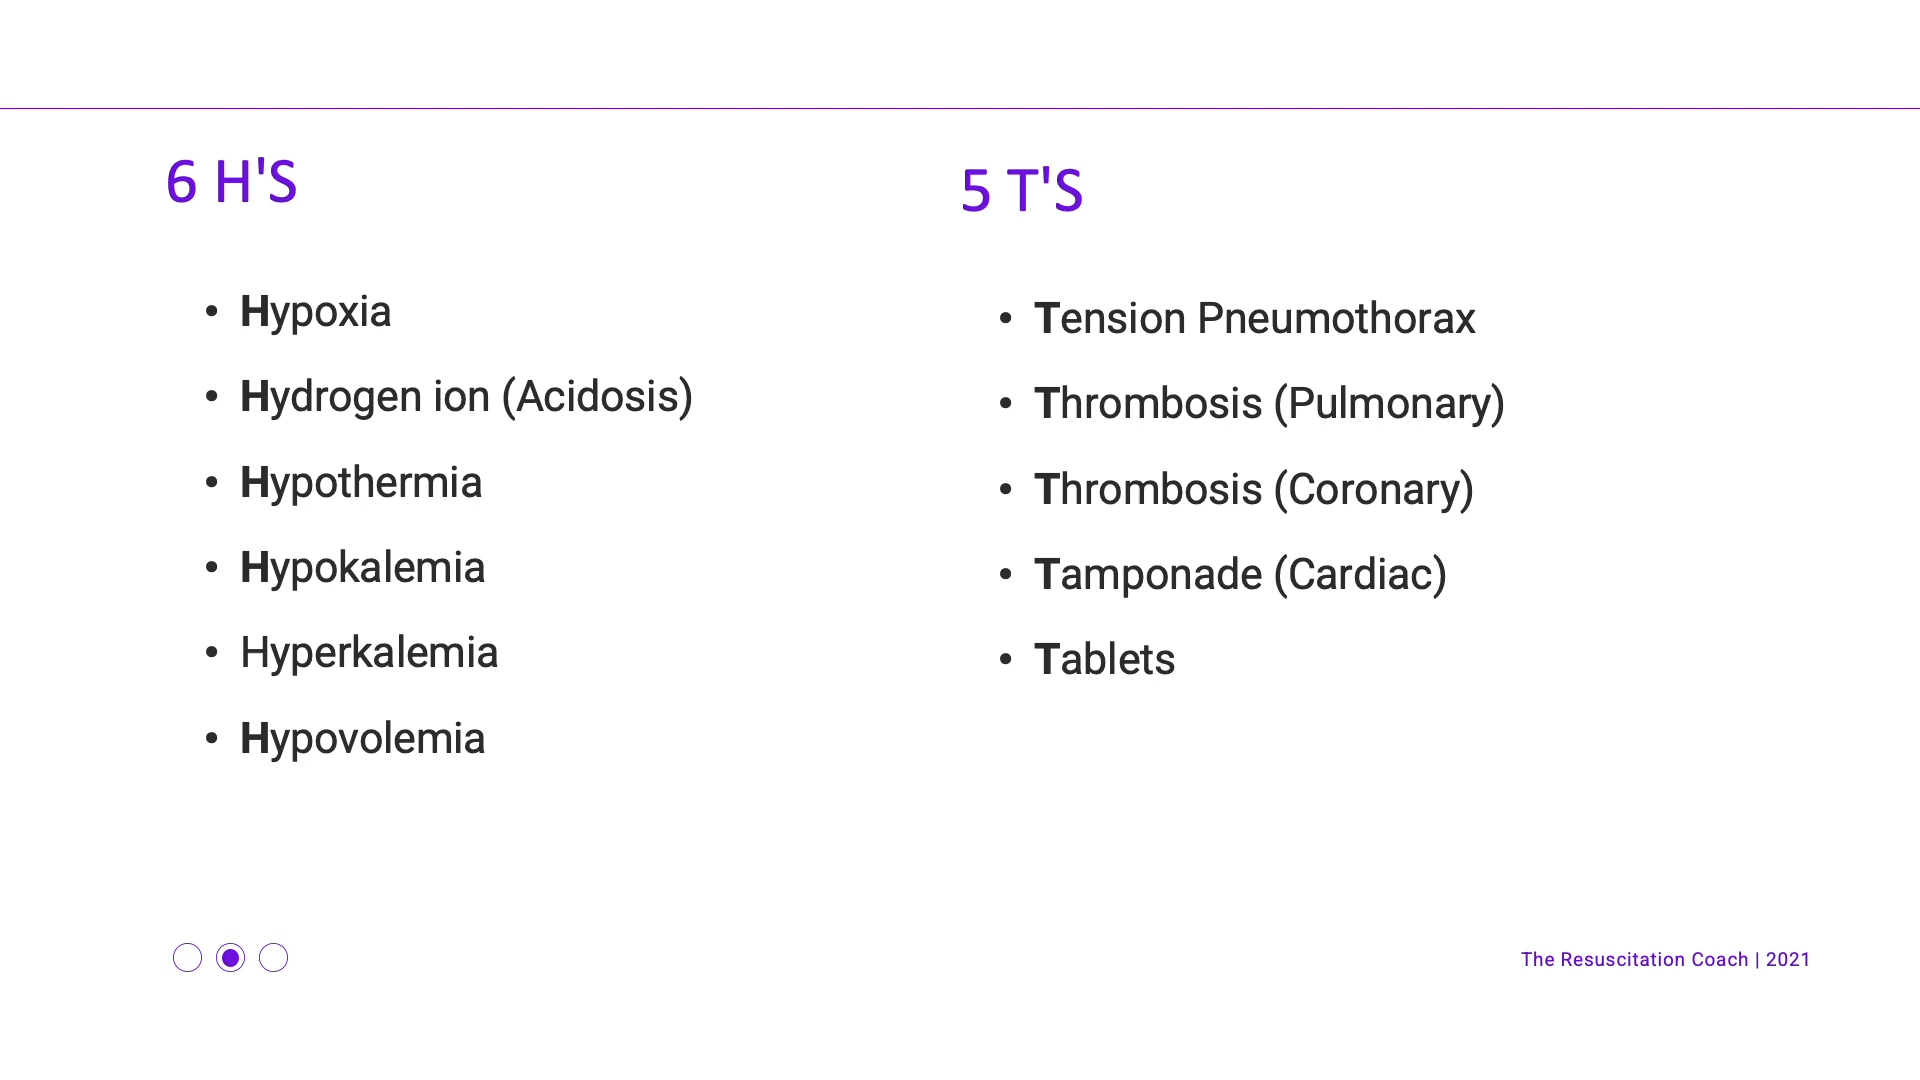 6 H'S
• Hypoxia
• Hydrogen ion (Acidosis)
• Hypothermia
• Hypokalemia
• Hyperkalemia
• Hypovolemia
5 T'S
• Tension Pneumothorax
• Thrombosis (Pulmonary)
• Thrombosis (Coronary)
• Tamponade (Cardiac)
• Tablets
The Resuscitation Coach | 2021